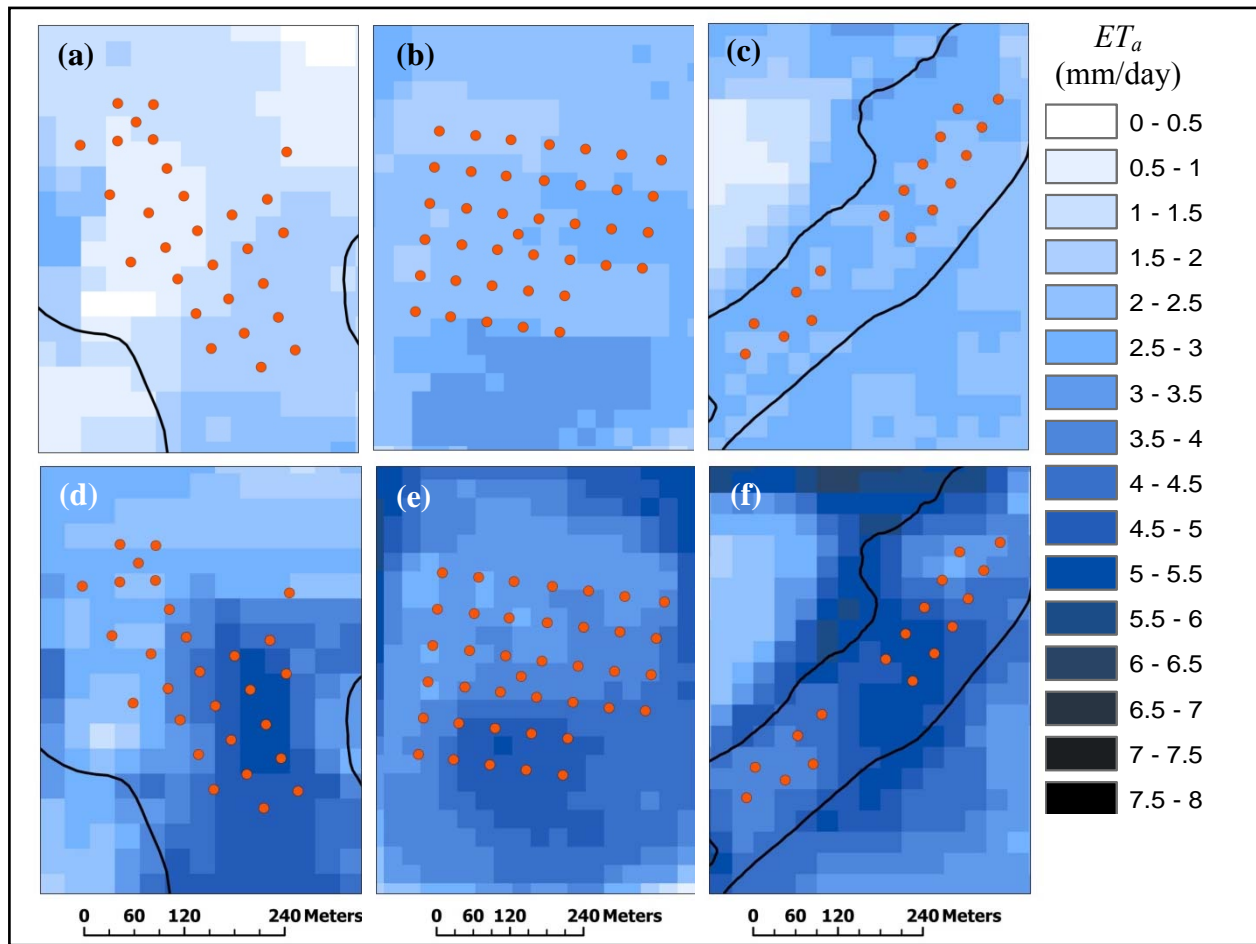 (a)
(b)
(c)
ETa
(mm/day)
0 - 0.5
0.5 - 1
1 - 1.5
1.5 - 2
2 - 2.5
2.5 - 3
3 - 3.5
3.5 - 4
4 - 4.5
4.5 - 5
5 - 5.5
5.5 - 6
6 - 6.5
6.5 - 7
7 - 7.5
7.5 - 8
(d)
(e)
(f)
0 60 120 240 Meters
0 60 120 240 Meters
0 60 120 240 Meters